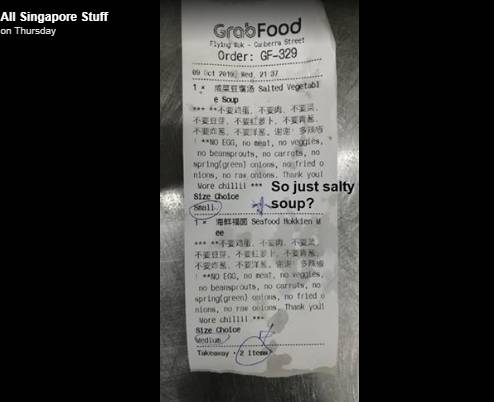 All Singapore Stuff
on Thursday
GrabFood
Flying Wok - Canberra Street
Order: GF-329
09 Oct 2019, Wed, 21:37
1 × 咸菜豆腐汤 Salted Vegetabl
e Soup
*** **不要鸡蛋, 不要肉, 不要菜,
不要豆芽, 不要红萝卜, 不要青葱,
不要炸葱, 不要洋葱。谢谢! 多辣椒
! **NO EGG, no meat, no veggies,
no beansprouts, no carrots, no
spring(green) onions, no fried o
nions, no raw onions. Thank you!
More chilli! ***
So just salty
soup?
Size Choice
Small
1 × 海鲜福面 Seafood Hokkien M
ee
*** **不要鸡蛋, 不要肉, 不要菜,
不要豆芽, 不要红萝卜, 不要青葱,
不要炸葱, 不要洋葱。谢谢! 多辣椒
! **NO EGG, no meat, no veggies,
no beansprouts, no carrots, no
spring(green) onions, no fried o
nions, no raw onions. Thank you!
More chilli! ***
Size Choice
Medium
Takeaway · 2 items